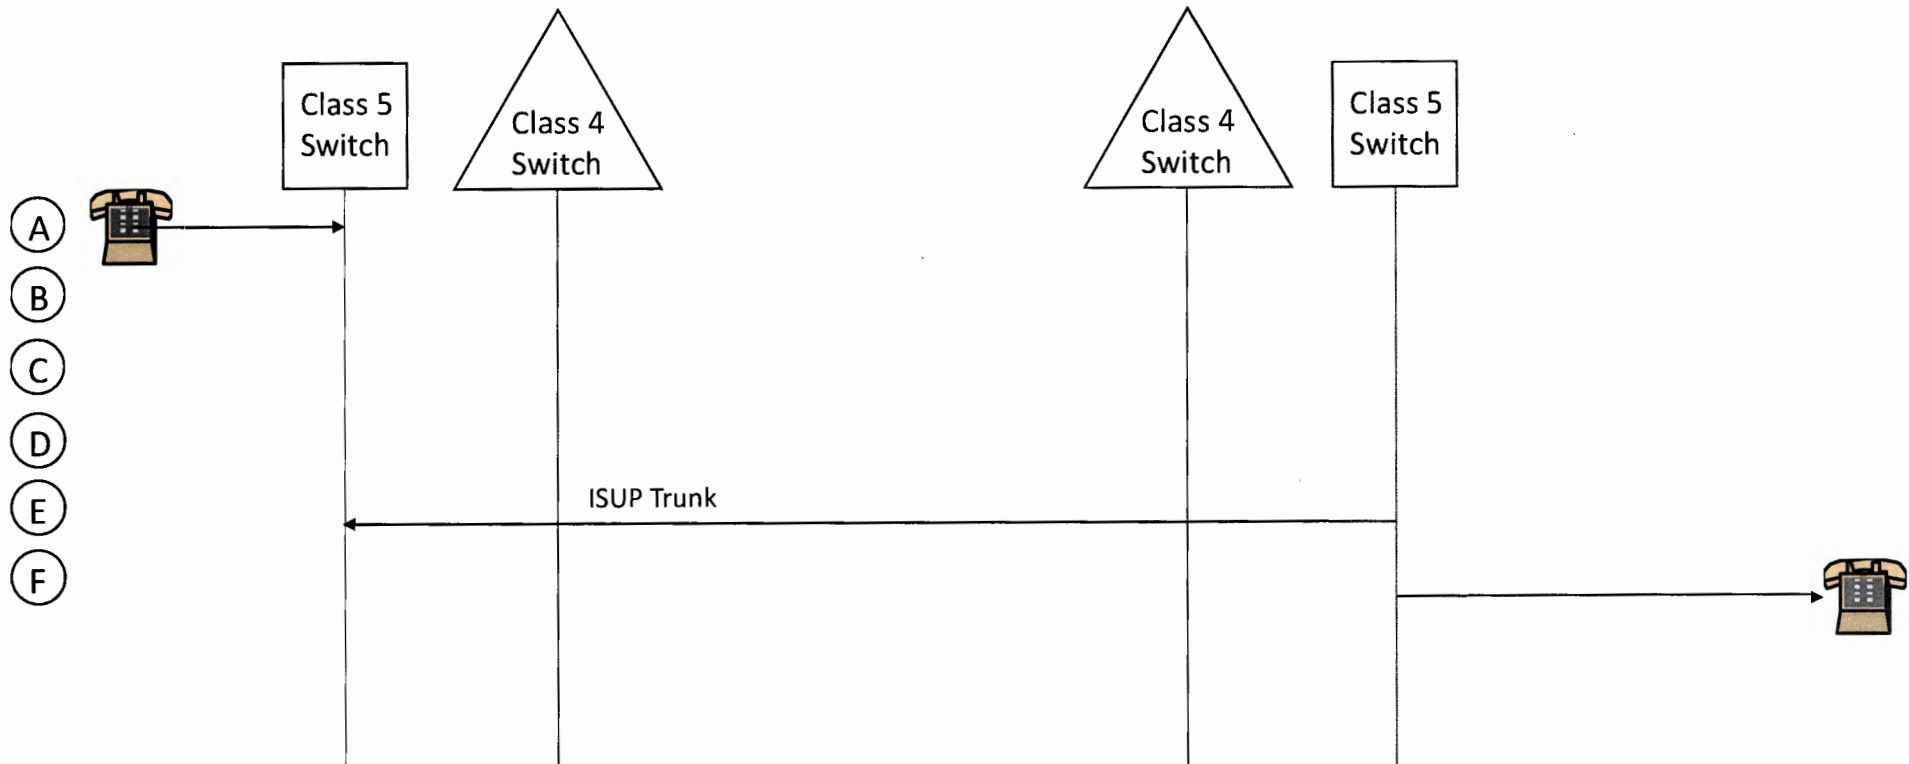 Class 5
Switch
Class 4
Switch
Class 4
Switch
Class 5
Switch
A
B
C
D
E
ISUP Trunk
F